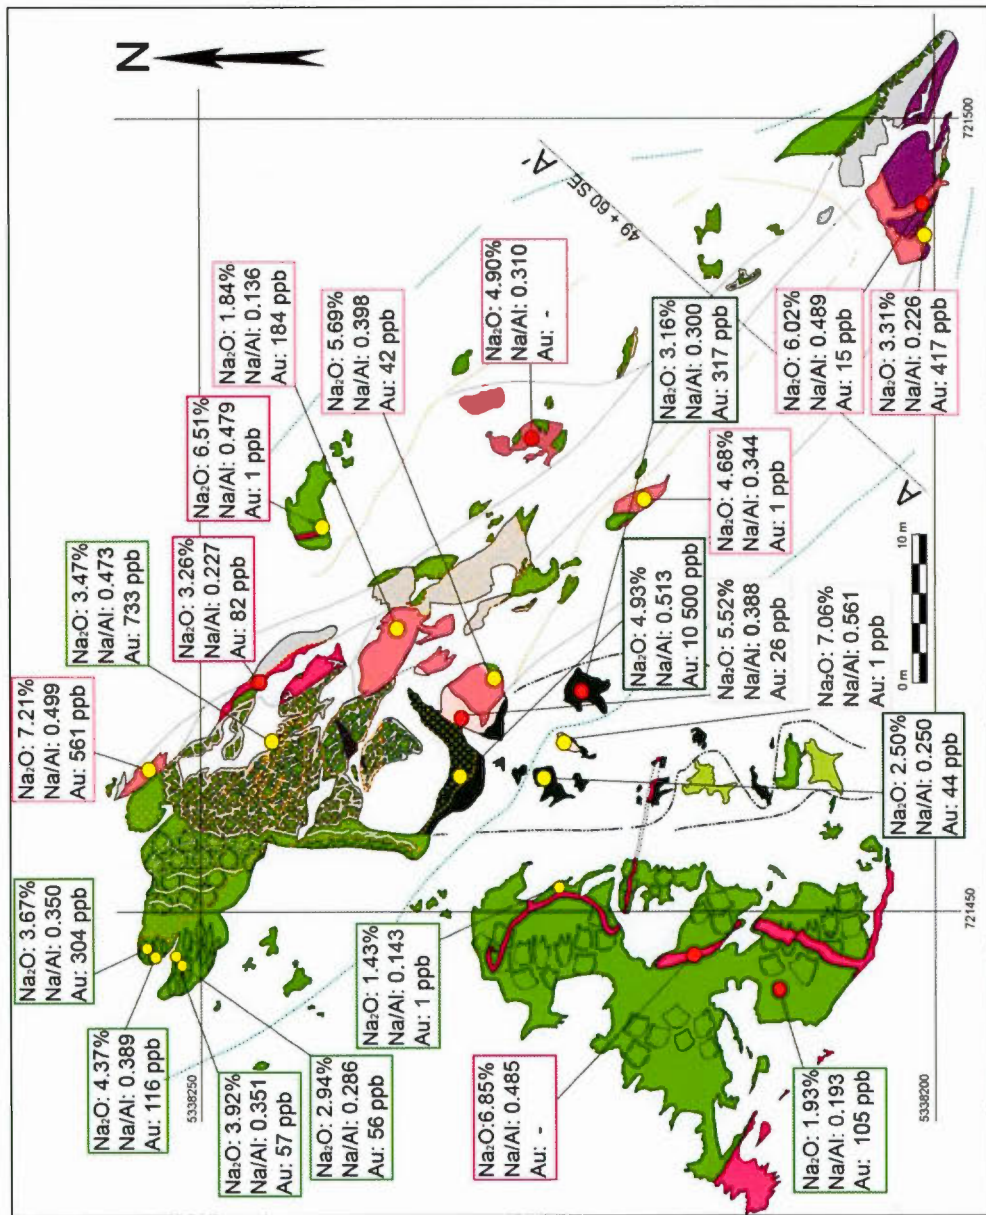 N
721500
721450
5338250
5338200
A'
49 + 60 SE
A
0 m
10 m
Na₂O: 1.84%
Na/Al: 0.136
Au: 184 ppb
Na₂O: 5.69%
Na/Al: 0.398
Au: 42 ppb
Na₂O: 4.90%
Na/Al: 0.310
Au: -
Na₂O: 6.51%
Na/Al: 0.479
Au: 1 ppb
Na₂O: 3.16%
Na/Al: 0.300
Au: 317 ppb
Na₂O: 6.02%
Na/Al: 0.489
Au: 15 ppb
Na₂O: 3.31%
Na/Al: 0.226
Au: 417 ppb
Na₂O: 3.47%
Na/Al: 0.473
Au: 733 ppb
Na₂O: 3.26%
Na/Al: 0.227
Au: 82 ppb
Na₂O: 4.68%
Na/Al: 0.344
Au: 1 ppb
Na₂O: 7.21%
Na/Al: 0.499
Au: 561 ppb
Na₂O: 4.93%
Na/Al: 0.513
Au: 10 500 ppb
Na₂O: 5.52%
Na/Al: 0.388
Au: 26 ppb
Na₂O: 7.06%
Na/Al: 0.561
Au: 1 ppb
Na₂O: 2.50%
Na/Al: 0.250
Au: 44 ppb
Na₂O: 3.67%
Na/Al: 0.350
Au: 304 ppb
Na₂O: 4.37%
Na/Al: 0.389
Au: 116 ppb
Na₂O: 3.92%
Na/Al: 0.351
Au: 57 ppb
Na₂O: 2.94%
Na/Al: 0.286
Au: 56 ppb
Na₂O: 1.43%
Na/Al: 0.143
Au: 1 ppb
Na₂O:6.85%
Na/Al: 0.485
Au: -
Na₂O: 1.93%
Na/Al: 0.193
Au: 105 ppb